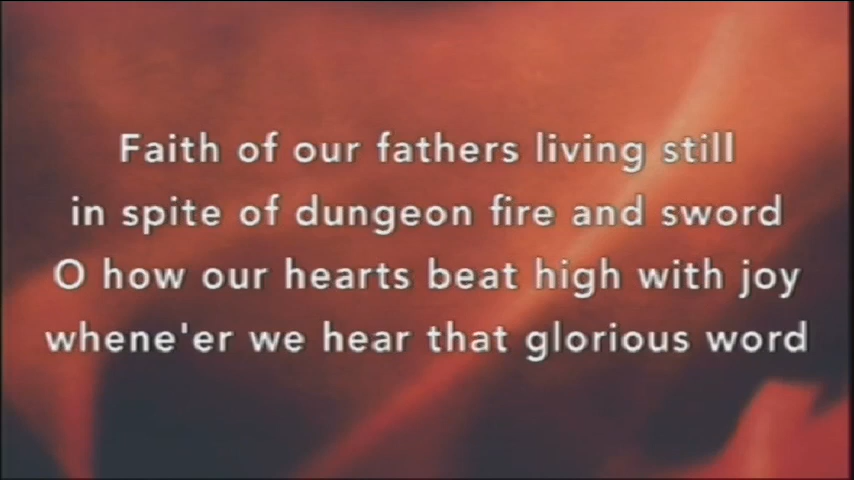 Faith of our fathers living still
in spite of dungeon fire and sword
O how our hearts beat high with joy
whene'er we hear that glorious word